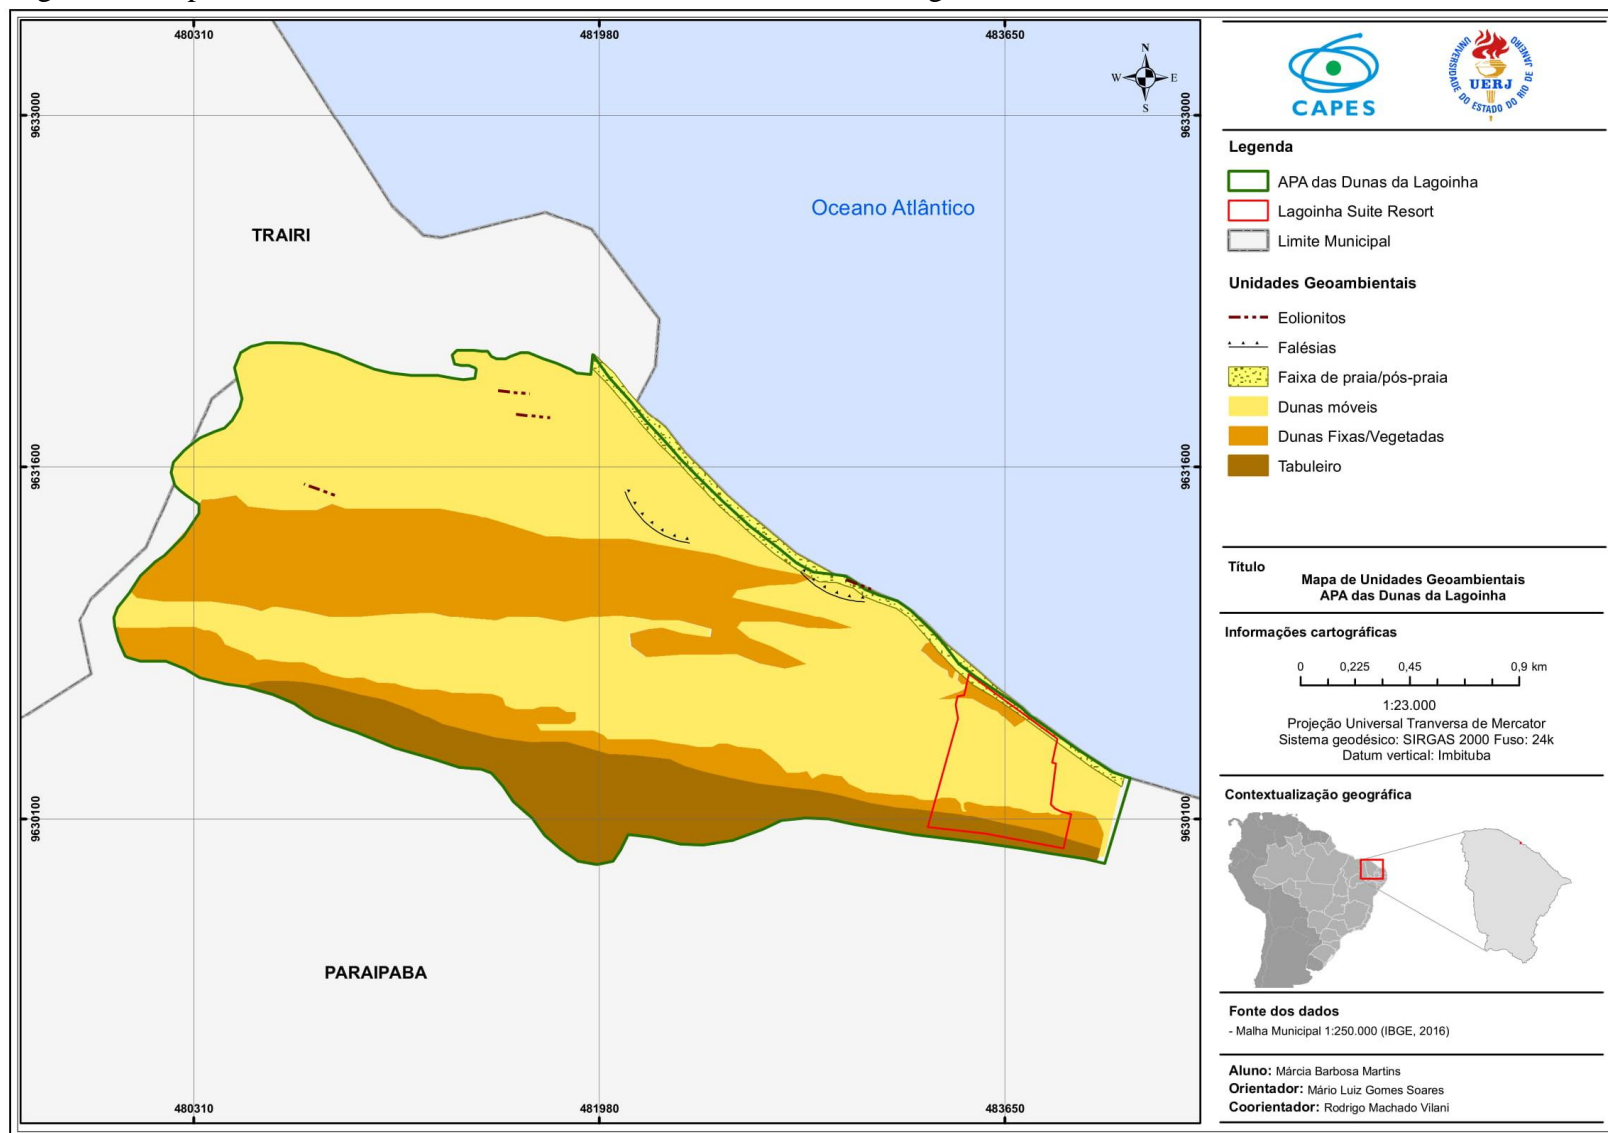 480310
481980
483650
9633000
9633000
N
W
E
S
Oceano Atlântico
TRAIRI
9631600
9631600
9630100
9630100
PARAIPABA
480310
481980
483650
CAPES
UNIVERSIDADE DO ESTADO DO RIO DE JANEIRO
UERJ
Legenda
APA das Dunas da Lagoinha
Lagoinha Suite Resort
Limite Municipal
Unidades Geoambientais
Eolionitos
Falésias
Faixa de praia/pós-praia
Dunas móveis
Dunas Fixas/Vegetadas
Tabuleiro
Título
Mapa de Unidades Geoambientais
APA das Dunas da Lagoinha
Informações cartográficas
0 0,225 0,45 0,9 km
1:23.000
Projeção Universal Tranversa de Mercator
Sistema geodésico: SIRGAS 2000 Fuso: 24k
Datum vertical: Imbituba
Contextualização geográfica
Fonte dos dados
- Malha Municipal 1:250.000 (IBGE, 2016)
Aluno: Márcia Barbosa Martins
Orientador: Mário Luiz Gomes Soares
Coorientador: Rodrigo Machado Vilani